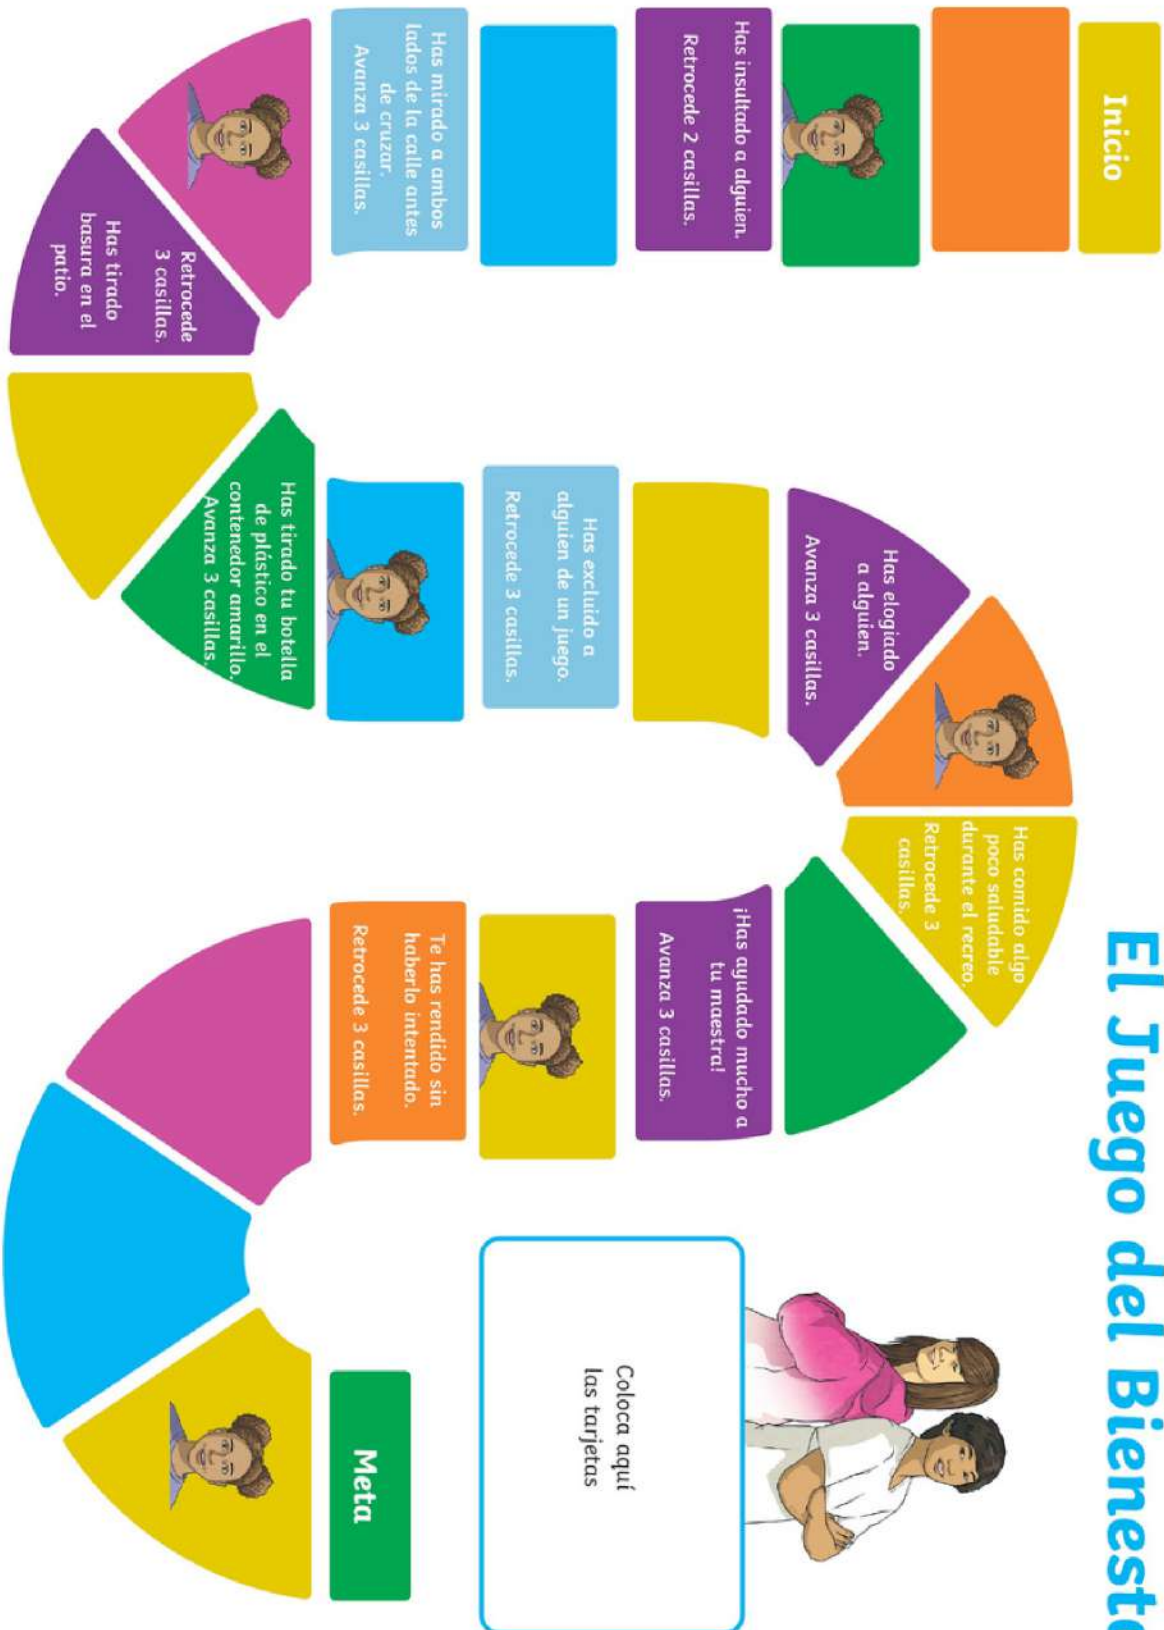 El Juego del Bienesta
Inicio
Has insultado a alguien.
Retrocede 2 casillas.
Has mirado a ambos
lados de la calle antes
de cruzar.
Avanza 3 casillas.
Retrocede
3 casillas.
Has tirado
basura en el
patio.
Has tirado tu botella
de plástico en el
contenedor amarillo.
Avanza 3 casillas.
Has excluido a
alguien de un juego.
Retrocede 3 casillas.
Has elogiado
a alguien.
Avanza 3 casillas.
Has comido algo
poco saludable
durante el recreo.
Retrocede 3
casillas.
¡Has ayudado mucho a
tu maestra!
Avanza 3 casillas.
Te has rendido sin
haberlo intentado.
Retrocede 3 casillas.
Meta
Coloca aquí
las tarjetas